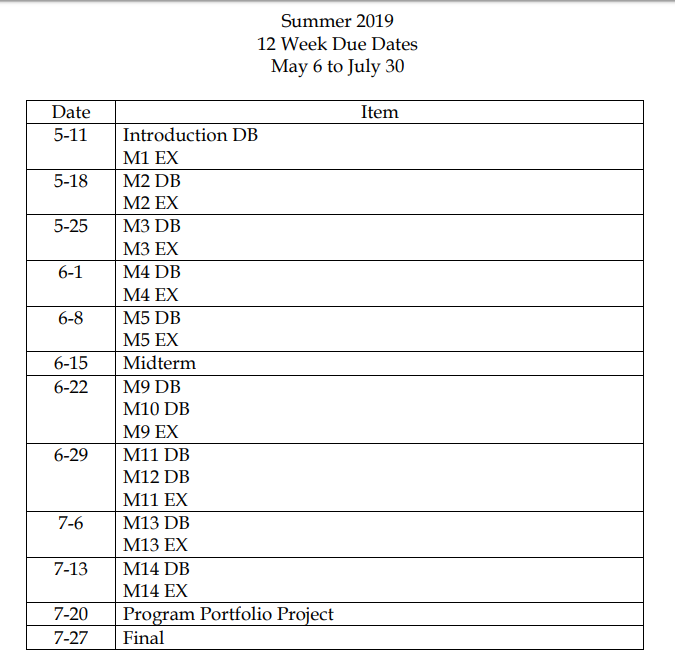 Summer 2019
12 Week Due Dates
May 6 to July 30
Date Item
5-11 Introduction DB
M1 EX
5-18 M2 DB
M2 EX
5-25 M3 DB
M3 EX
6-1 M4 DB
M4 EX
6-8 M5 DB
M5 EX
6-15 Midterm
6-22 M9 DB
M10 DB
M9 EX
6-29 M11 DB
M12 DB
M11 EX
7-6 M13 DB
M13 EX
7-13 M14 DB
M14 EX
7-20 Program Portfolio Project
7-27 Final